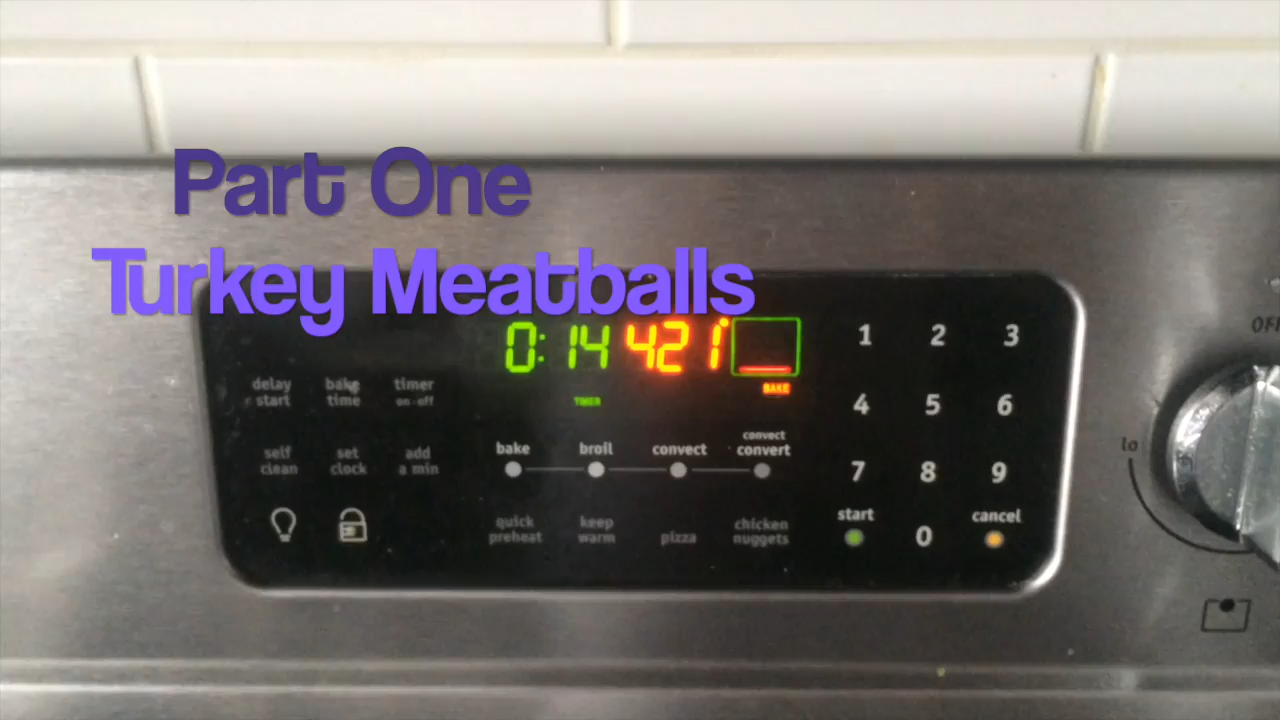 Part One
Turkey Meatballs
0:14 421°
BAKE
TIMER
delay start
bake time
timer on·off
self clean
set clock
add a min
bake
broil
convect
convect convert
quick preheat
keep warm
pizza
chicken nuggets
1 2 3
4 5 6
7 8 9
start
0
cancel
OFF
lo